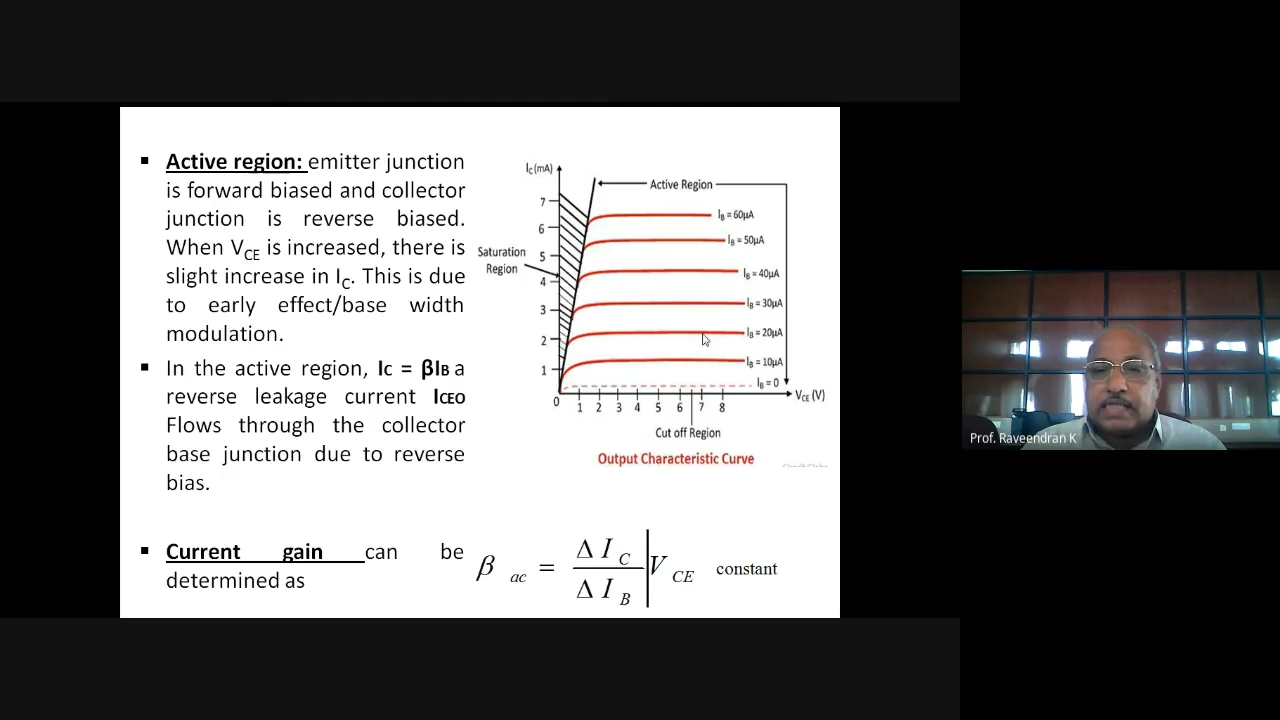 Active region: emitter junction
is forward biased and collector
junction is reverse biased.
When VCE is increased, there is
slight increase in IC. This is due
to early effect/base width
modulation.
In the active region, IC = βIB a
reverse leakage current ICEO
Flows through the collector
base junction due to reverse
bias.
Current gain can be
determined as
IC(mA)
Active Region
7
6
5
4
3
2
1
0
Saturation
Region
IB = 60μA
IB = 50μA
IB = 40μA
IB = 30μA
IB = 20μA
IB = 10μA
IB = 0
1 2 3 4 5 6 7 8
VCE (V)
Cut off Region
Output Characteristic Curve
β ac = Δ I C / Δ I B | V CE constant
Prof. Raveendran K